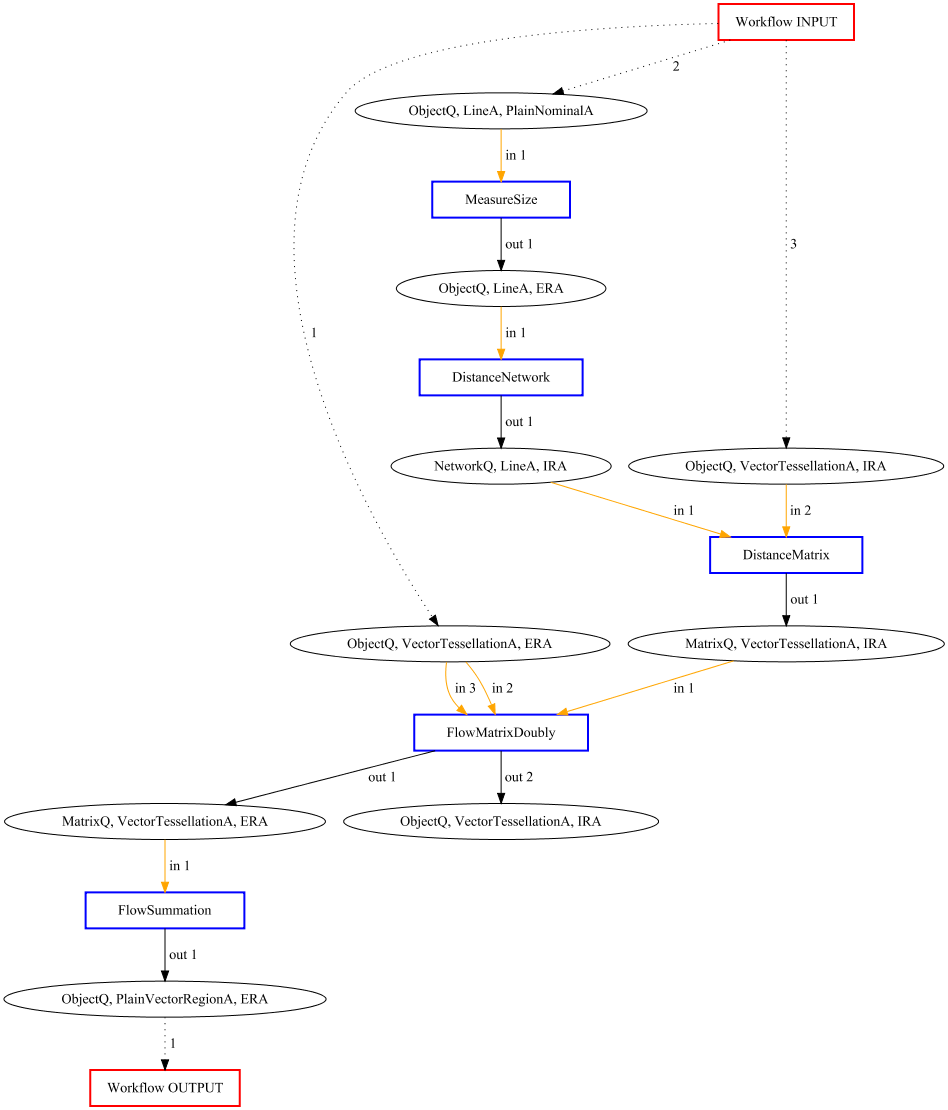 Workflow INPUT
2
ObjectQ, LineA, PlainNominalA
in 1
MeasureSize
out 1
3
ObjectQ, LineA, ERA
1
in 1
DistanceNetwork
out 1
NetworkQ, LineA, IRA
ObjectQ, VectorTessellationA, IRA
in 1
in 2
DistanceMatrix
out 1
ObjectQ, VectorTessellationA, ERA
MatrixQ, VectorTessellationA, IRA
in 3
in 2
in 1
FlowMatrixDoubly
out 1
out 2
MatrixQ, VectorTessellationA, ERA
ObjectQ, VectorTessellationA, IRA
in 1
FlowSummation
out 1
ObjectQ, PlainVectorRegionA, ERA
1
Workflow OUTPUT